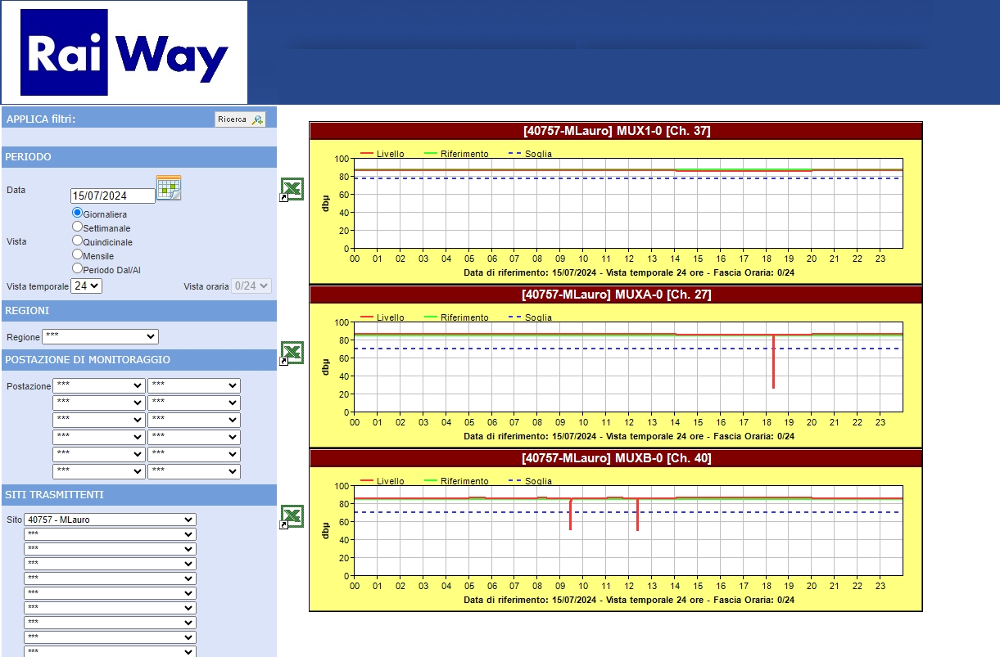 Rai Way
APPLICA filtri: Ricerca
PERIODO
Data 15/07/2024
Vista
Giornaliera
Settimanale
Quindicinale
Mensile
Periodo Dal/Al
Vista temporale 24 Vista oraria 0/24
REGIONI
Regione ***
POSTAZIONE DI MONITORAGGIO
Postazione *** ***
*** ***
*** ***
*** ***
*** ***
*** ***
SITI TRASMITTENTI
Sito 40757 - MLauro
***
***
***
***
***
***
***
***
***
[40757-MLauro] MUX1-0 [Ch. 37]
Livello Riferimento Soglia
100
80
60
40
20
0
dbµ
00 01 02 03 04 05 06 07 08 09 10 11 12 13 14 15 16 17 18 19 20 21 22 23
Data di riferimento: 15/07/2024 - Vista temporale 24 ore - Fascia Oraria: 0/24
[40757-MLauro] MUXA-0 [Ch. 27]
Livello Riferimento Soglia
100
80
60
40
20
0
dbµ
00 01 02 03 04 05 06 07 08 09 10 11 12 13 14 15 16 17 18 19 20 21 22 23
Data di riferimento: 15/07/2024 - Vista temporale 24 ore - Fascia Oraria: 0/24
[40757-MLauro] MUXB-0 [Ch. 40]
Livello Riferimento Soglia
100
80
60
40
20
0
dbµ
00 01 02 03 04 05 06 07 08 09 10 11 12 13 14 15 16 17 18 19 20 21 22 23
Data di riferimento: 15/07/2024 - Vista temporale 24 ore - Fascia Oraria: 0/24